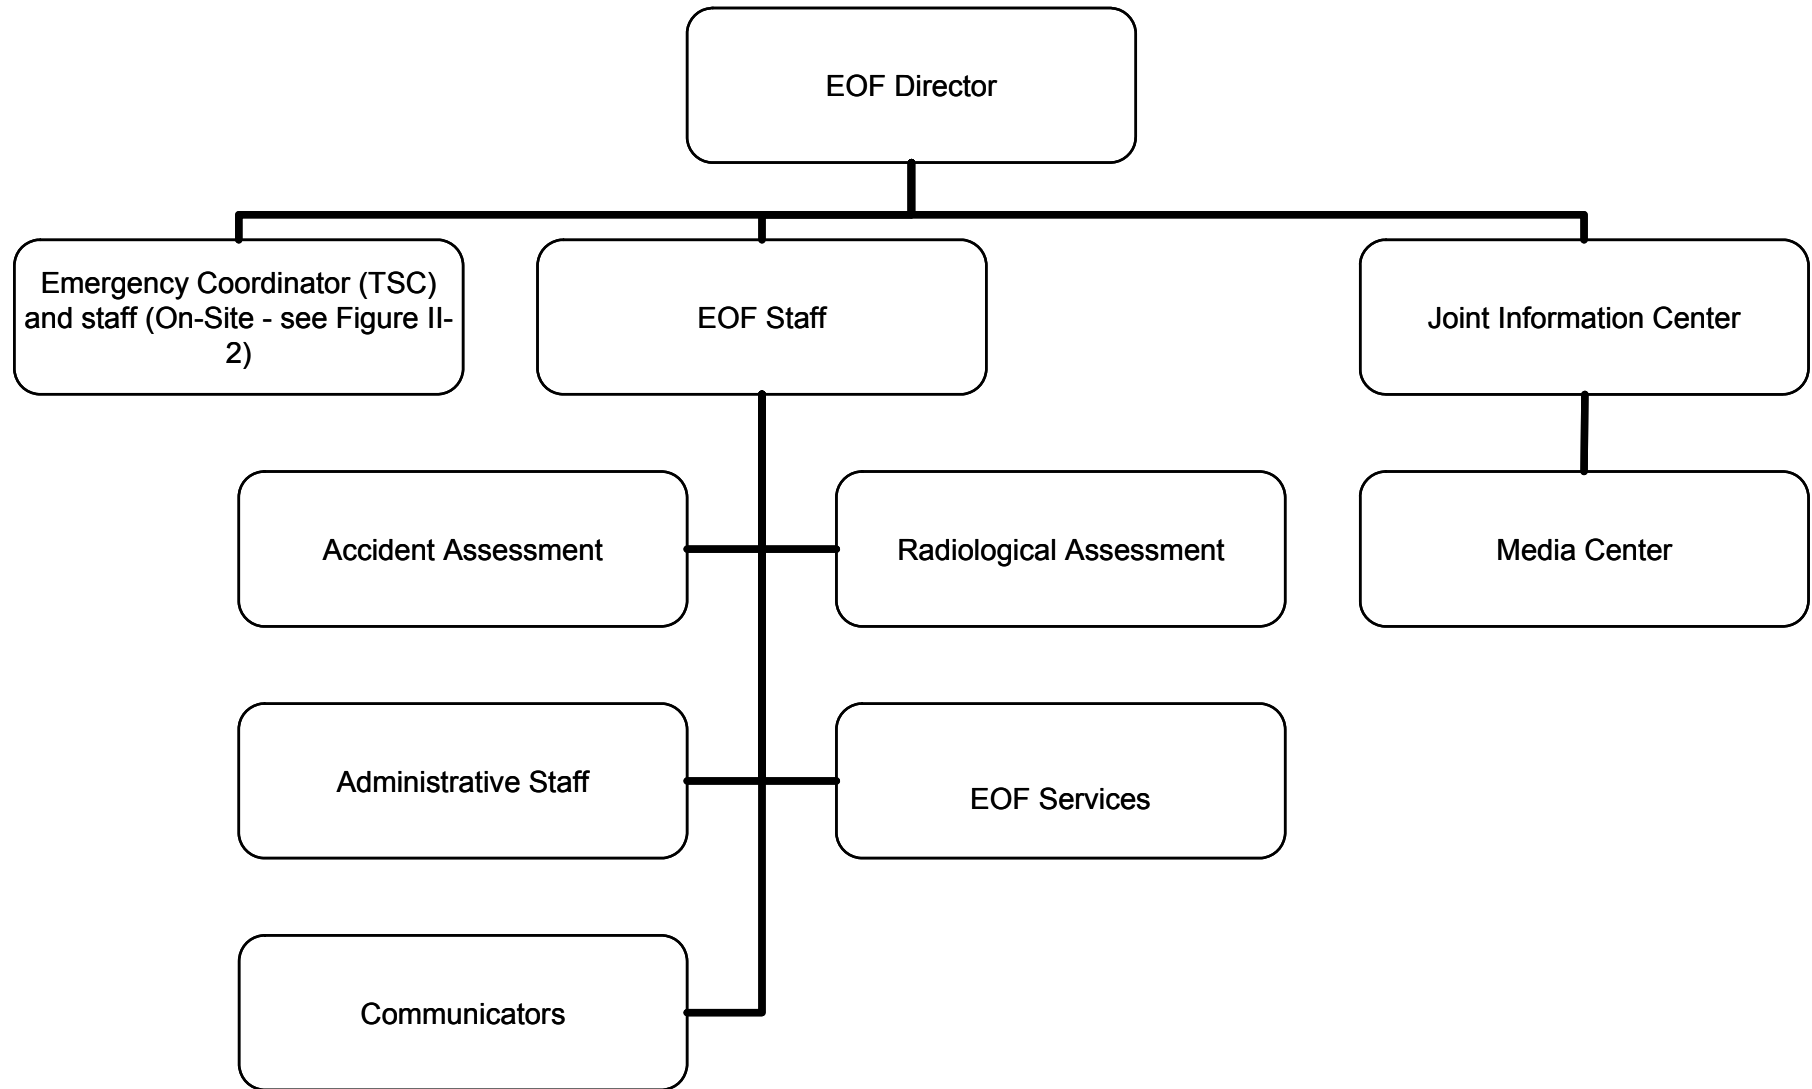 EOF Director
Emergency Coordinator (TSC)
and staff (On-Site - see Figure II-
2)
EOF Staff
Joint Information Center
Accident Assessment
Radiological Assessment
Media Center
Administrative Staff
EOF Services
Communicators